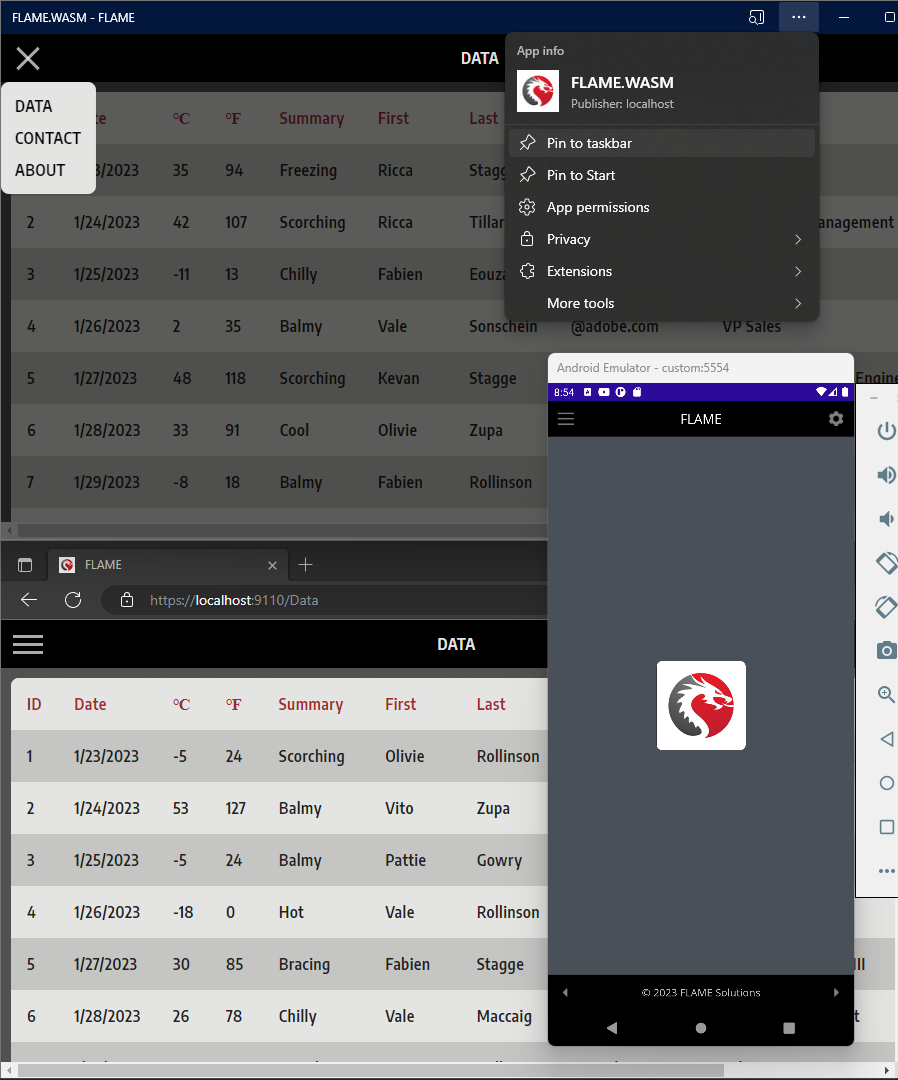 FLAME.WASM - FLAME
DATA
App info
FLAME.WASM
Publisher: localhost
Pin to taskbar
Pin to Start
App permissions
Privacy
Extensions
More tools
DATA
CONTACT
ABOUT
°C °F Summary First Last
/2023 35 94 Freezing Ricca
2 1/24/2023 42 107 Scorching Ricca anagement
3 1/25/2023 -11 13 Chilly Fabien
4 1/26/2023 2 35 Balmy Vale Sonschein @adobe.com VP Sales
5 1/27/2023 48 118 Scorching Kevan Stagge Engine
6 1/28/2023 33 91 Cool Olivie Zupa
7 1/29/2023 -8 18 Balmy Fabien Rollinson
FLAME
https://localhost:9110/Data
DATA
ID Date °C °F Summary First Last
1 1/23/2023 -5 24 Scorching Olivie Rollinson
2 1/24/2023 53 127 Balmy Vito Zupa
3 1/25/2023 -5 24 Balmy Pattie Gowry
4 1/26/2023 -18 0 Hot Vale Rollinson
5 1/27/2023 30 85 Bracing Fabien Stagge III
6 1/28/2023 26 78 Chilly Vale Maccaig t
Android Emulator - custom:5554
8:54
FLAME
© 2023 FLAME Solutions